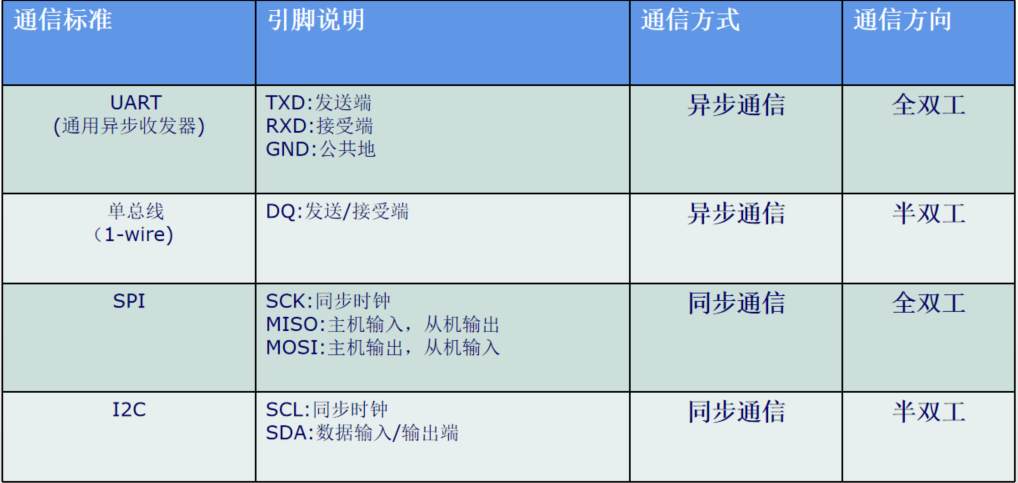 通信标准 引脚说明 通信方式 通信方向
UART
(通用异步收发器)
TXD:发送端
RXD:接受端
GND:公共地
异步通信
全双工
单总线
（1-wire)
DQ:发送/接受端
异步通信
半双工
SPI
SCK:同步时钟
MISO:主机输入，从机输出
MOSI:主机输出，从机输入
同步通信
全双工
I2C
SCL:同步时钟
SDA:数据输入/输出端
同步通信
半双工